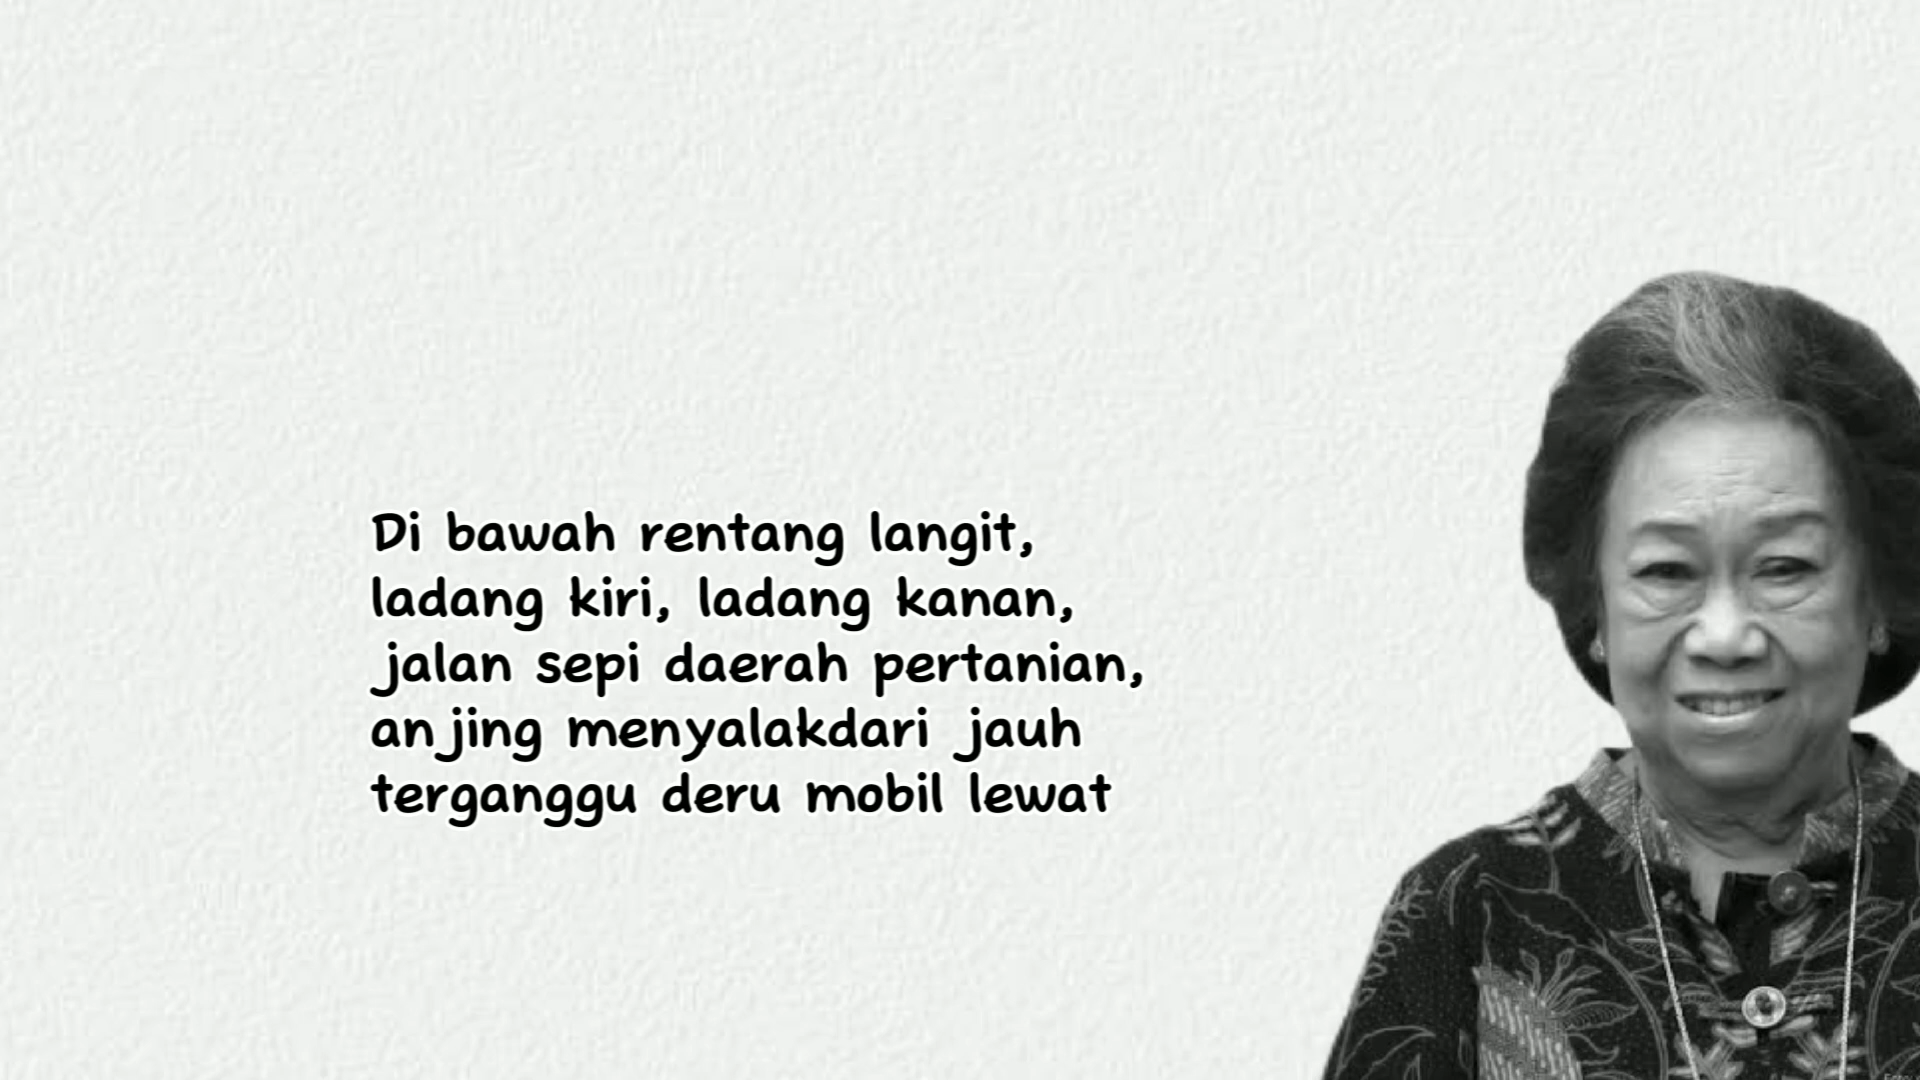 Di bawah rentang langit,
ladang kiri, ladang kanan,
jalan sepi daerah pertanian,
anjing menyalakdari jauh
terganggu deru mobil lewat